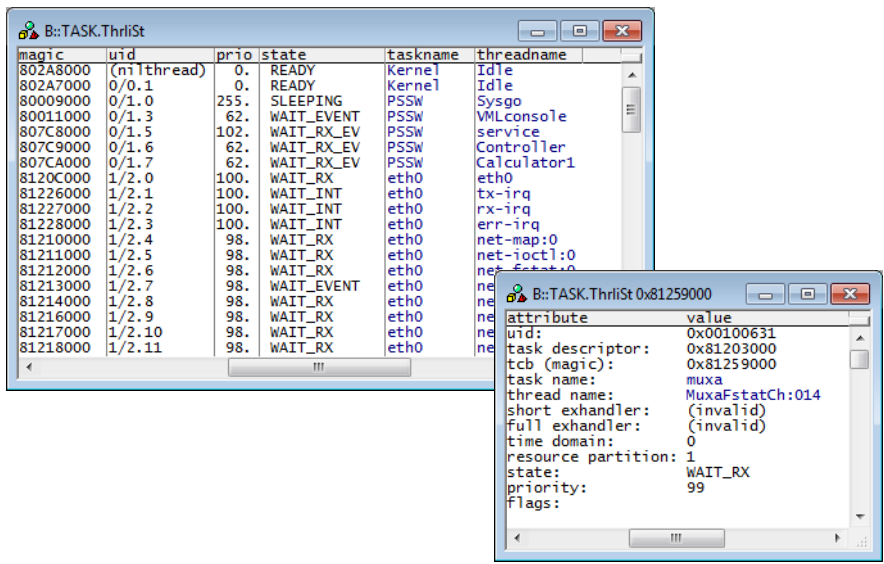 B::TASK.ThrliSt
magic uid prio state taskname threadname
802A8000 (nilthread) 0. READY Kernel Idle
802A7000 0/0.1 0. READY Kernel Idle
80009000 0/1.0 255. SLEEPING PSSW Sysgo
80011000 0/1.3 62. WAIT_EVENT PSSW VMLconsole
807C8000 0/1.5 102. WAIT_RX_EV PSSW service
807C9000 0/1.6 62. WAIT_RX_EV PSSW Controller
807CA000 0/1.7 62. WAIT_RX_EV PSSW Calculator1
8120C000 1/2.0 100. WAIT_RX eth0 eth0
81226000 1/2.1 100. WAIT_INT eth0 tx-irq
81227000 1/2.2 100. WAIT_INT eth0 rx-irq
81228000 1/2.3 100. WAIT_INT eth0 err-irq
81210000 1/2.4 98. WAIT_RX eth0 net-map:0
81211000 1/2.5 98. WAIT_RX eth0 net-ioctl:0
81212000 1/2.6 98. WAIT_RX eth0 net-fstat:0
81213000 1/2.7 98. WAIT_EVENT eth0 ne
81214000 1/2.8 98. WAIT_RX eth0 ne
81216000 1/2.9 98. WAIT_RX eth0 ne
81217000 1/2.10 98. WAIT_RX eth0 ne
81218000 1/2.11 98. WAIT_RX eth0 ne
B::TASK.ThrliSt 0x81259000
attribute value
uid: 0x00100631
task descriptor: 0x81203000
tcb (magic): 0x81259000
task name: muxa
thread name: MuxaFstatCh:014
short exhandler: (invalid)
full exhandler: (invalid)
time domain: 0
resource partition: 1
state: WAIT_RX
priority: 99
flags: